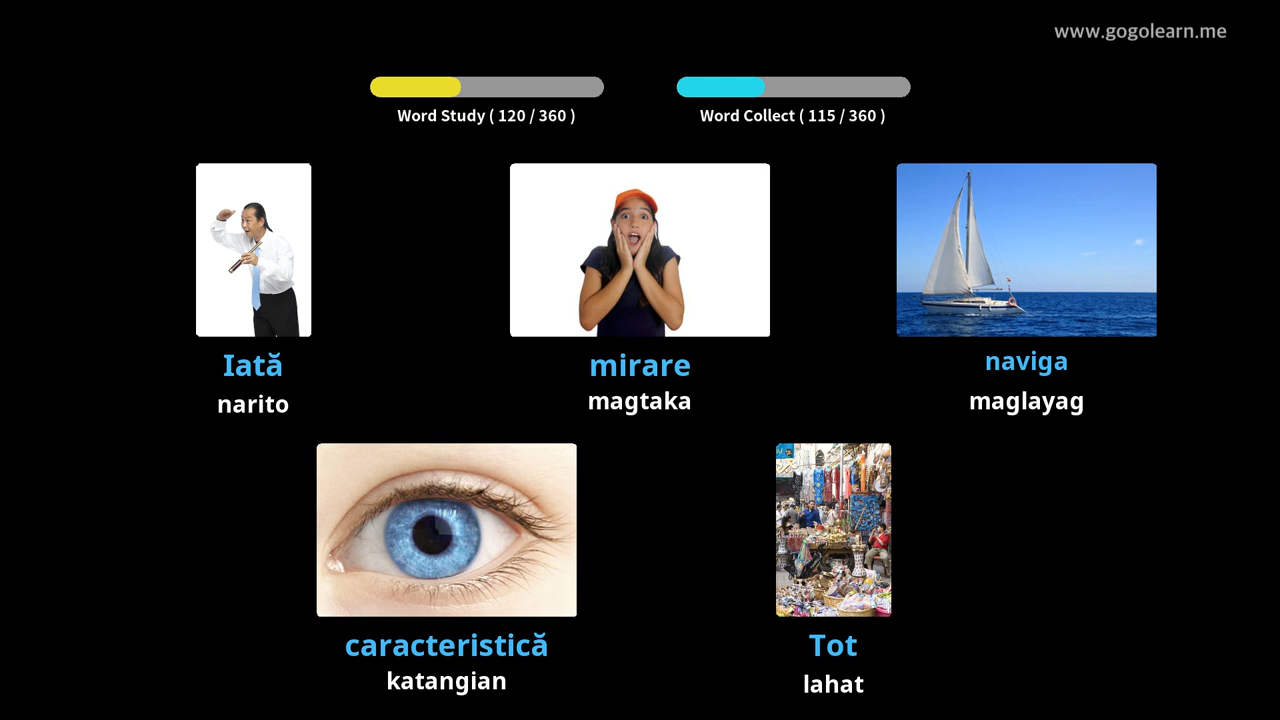 www.gogolearn.me
Word Study ( 120 / 360 )
Word Collect ( 115 / 360 )
Iată
narito
mirare
magtaka
naviga
maglayag
caracteristică
katangian
Tot
lahat